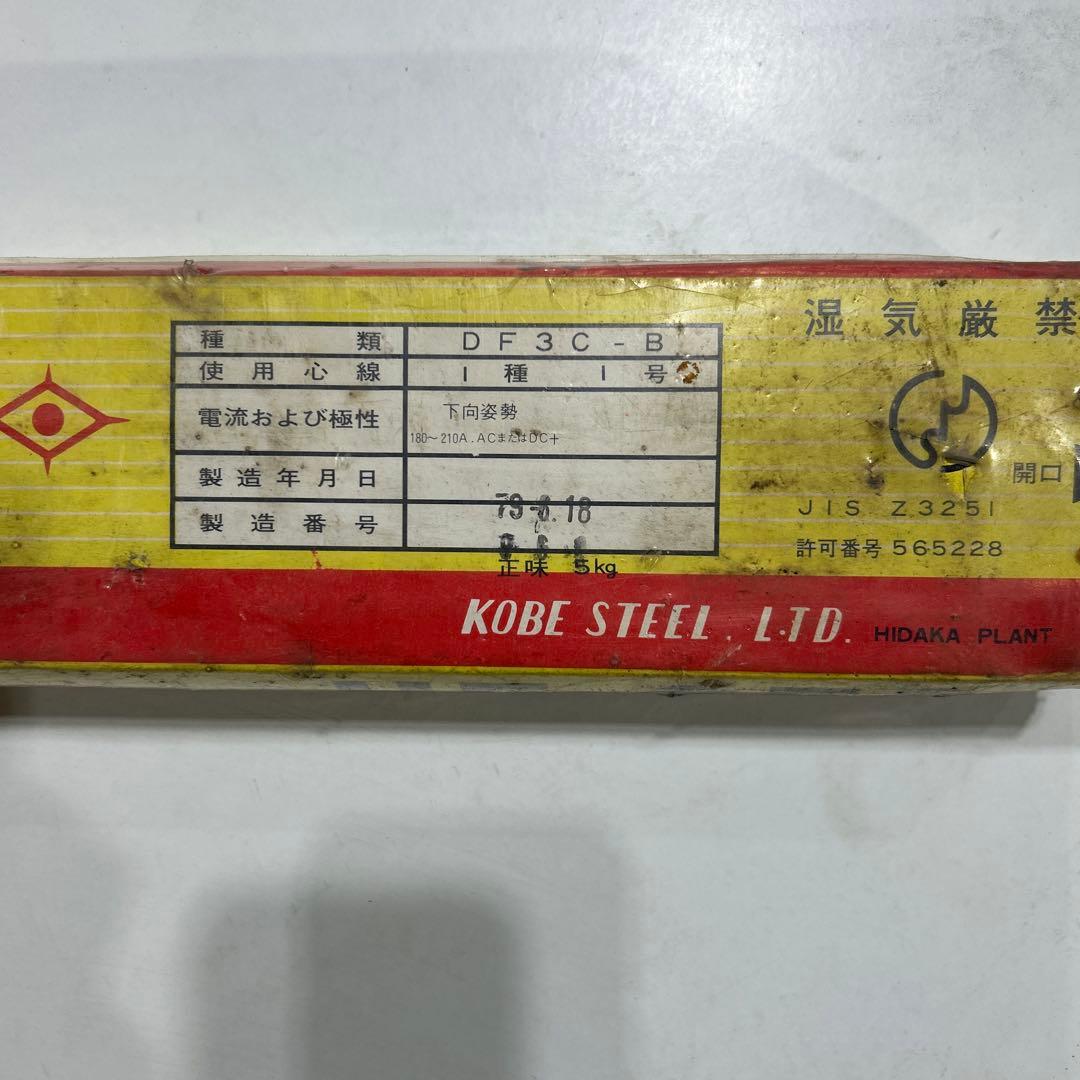 種類 DF3C-B
使用心線 1種 1号
電流および極性 下向姿勢
180～210A.ACまたはDC+
製造年月日
製造番号
正味 5kg
湿気厳禁
開口
JIS Z3251
許可番号 565228
KOBE STEEL, LTD. HIDAKA PLANT